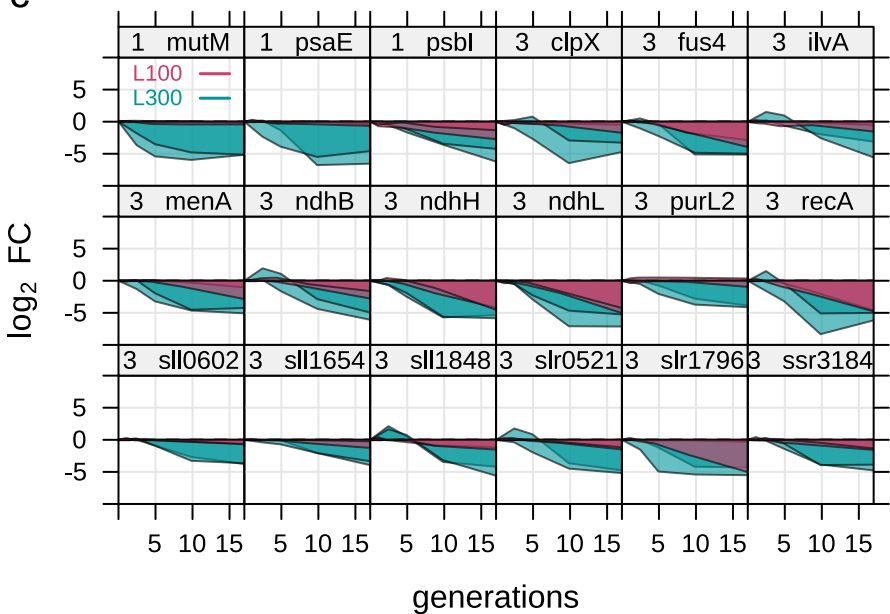 1 mutM 1 psaE 1 psbI 3 clpX 3 fus4 3 ilvA
L100
L300
5
0
-5
3 menA 3 ndhB 3 ndhH 3 ndhL 3 purL2 3 recA
5
0
-5
log2 FC
3 sll0602 3 sll1654 3 sll1848 3 slr0521 3 slr1796 3 ssr3184
5
0
-5
5 10 15 5 10 15 5 10 15 5 10 15 5 10 15 5 10 15
generations